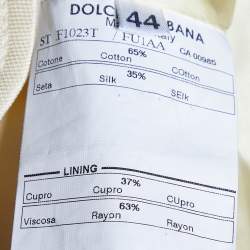 DOLC 44 BANA
M Italy
ST F1023T / FU1AA CA 00985
65%
Cotone Cotton COtton
35%
Seta Silk SEIk
LINING
37%
Cupro Cupro CUpro
63%
Viscosa Rayon Rayon